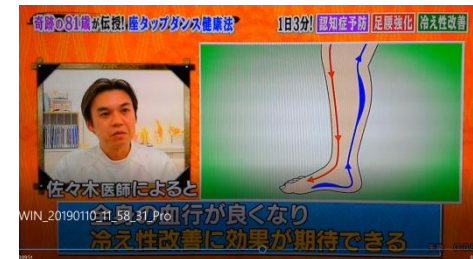 奇跡の81歳が伝授!座タップダンス健康法
1日3分! 認知症予防 足腰強化 冷え性改善
佐々木医師によると
WIN_20190110_11_58_31_Pro
全身の血行が良くなり
冷え性改善に効果が期待できる